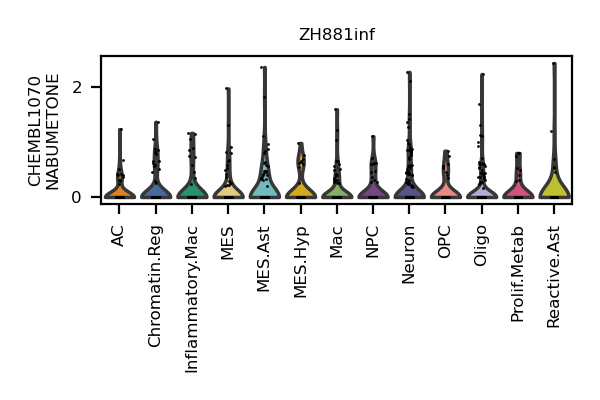 ZH881inf
CHEMBL1070
NABUMETONE
2
0
AC
Chromatin.Reg
Inflammatory.Mac
MES
MES.Ast
MES.Hyp
Mac
NPC
Neuron
OPC
Oligo
Prolif.Metab
Reactive.Ast